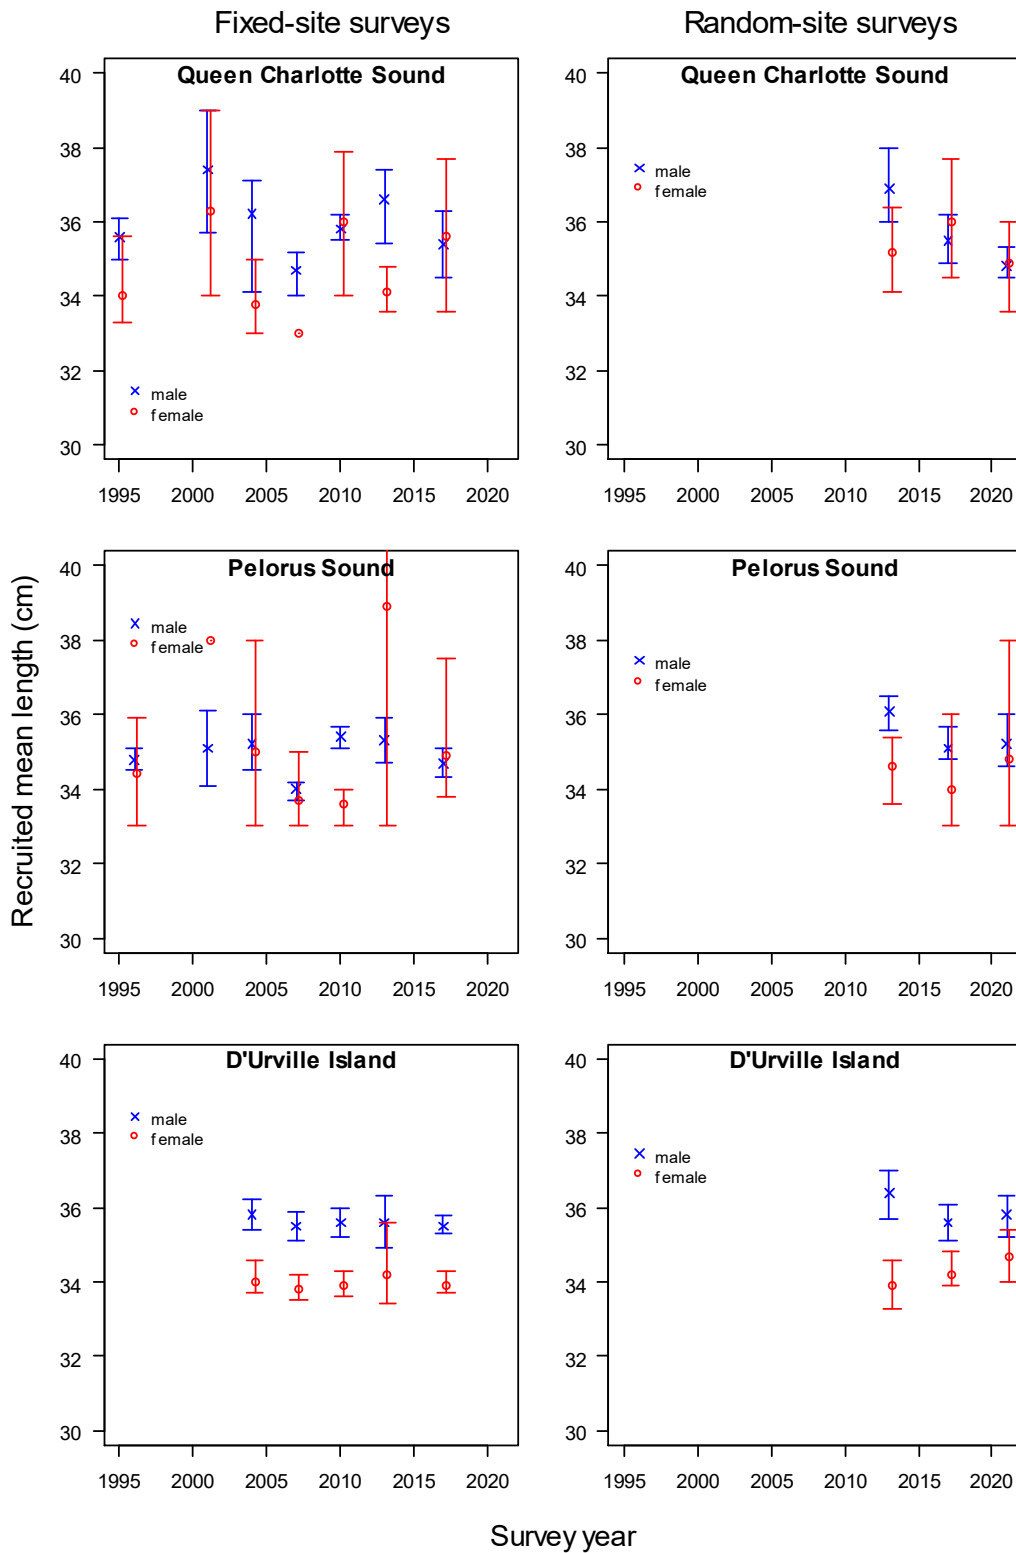 Fixed-site surveys
Random-site surveys
Queen Charlotte Sound
40
38
36
34
32
30
male
female
1995 2000 2005 2010 2015 2020
Queen Charlotte Sound
40
38
36
34
32
30
male
female
1995 2000 2005 2010 2015 2020
Recruited mean length (cm)
Pelorus Sound
40
38
36
34
32
30
male
female
1995 2000 2005 2010 2015 2020
Pelorus Sound
40
38
36
34
32
30
male
female
1995 2000 2005 2010 2015 2020
D'Urville Island
40
38
36
34
32
30
male
female
1995 2000 2005 2010 2015 2020
D'Urville Island
40
38
36
34
32
30
male
female
1995 2000 2005 2010 2015 2020
Survey year